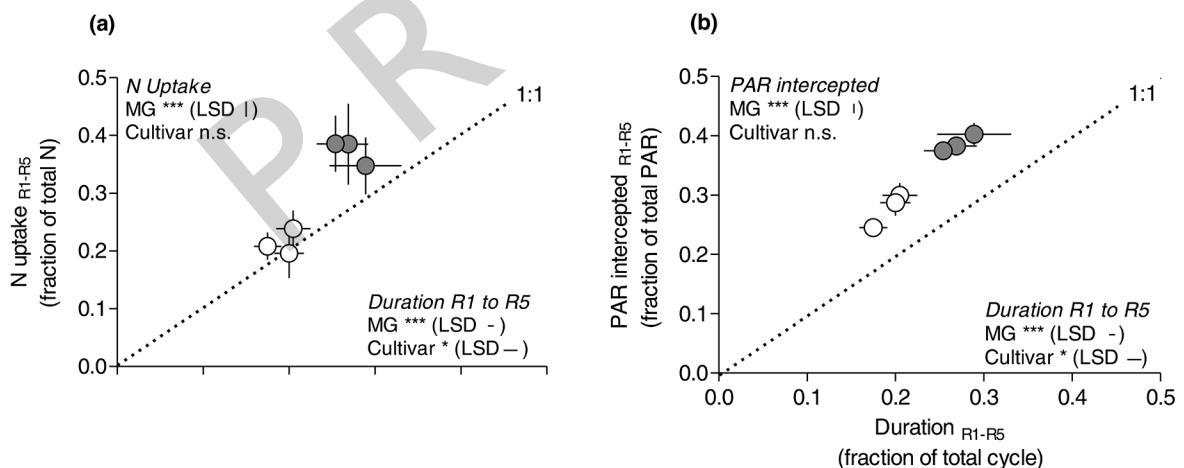 (a)
N Uptake
MG *** (LSD I)
Cultivar n.s.
1:1
N uptake R1-R5
(fraction of total N)
0.5
0.4
0.3
0.2
0.1
0.0
Duration R1 to R5
MG *** (LSD -)
Cultivar * (LSD —)
P R
(b)
PAR intercepted
MG *** (LSD I)
Cultivar n.s.
1:1
PAR intercepted R1-R5
(fraction of total PAR)
0.5
0.4
0.3
0.2
0.1
0.0
Duration R1 to R5
MG *** (LSD -)
Cultivar * (LSD —)
0.0 0.1 0.2 0.3 0.4 0.5
Duration R1-R5
(fraction of total cycle)